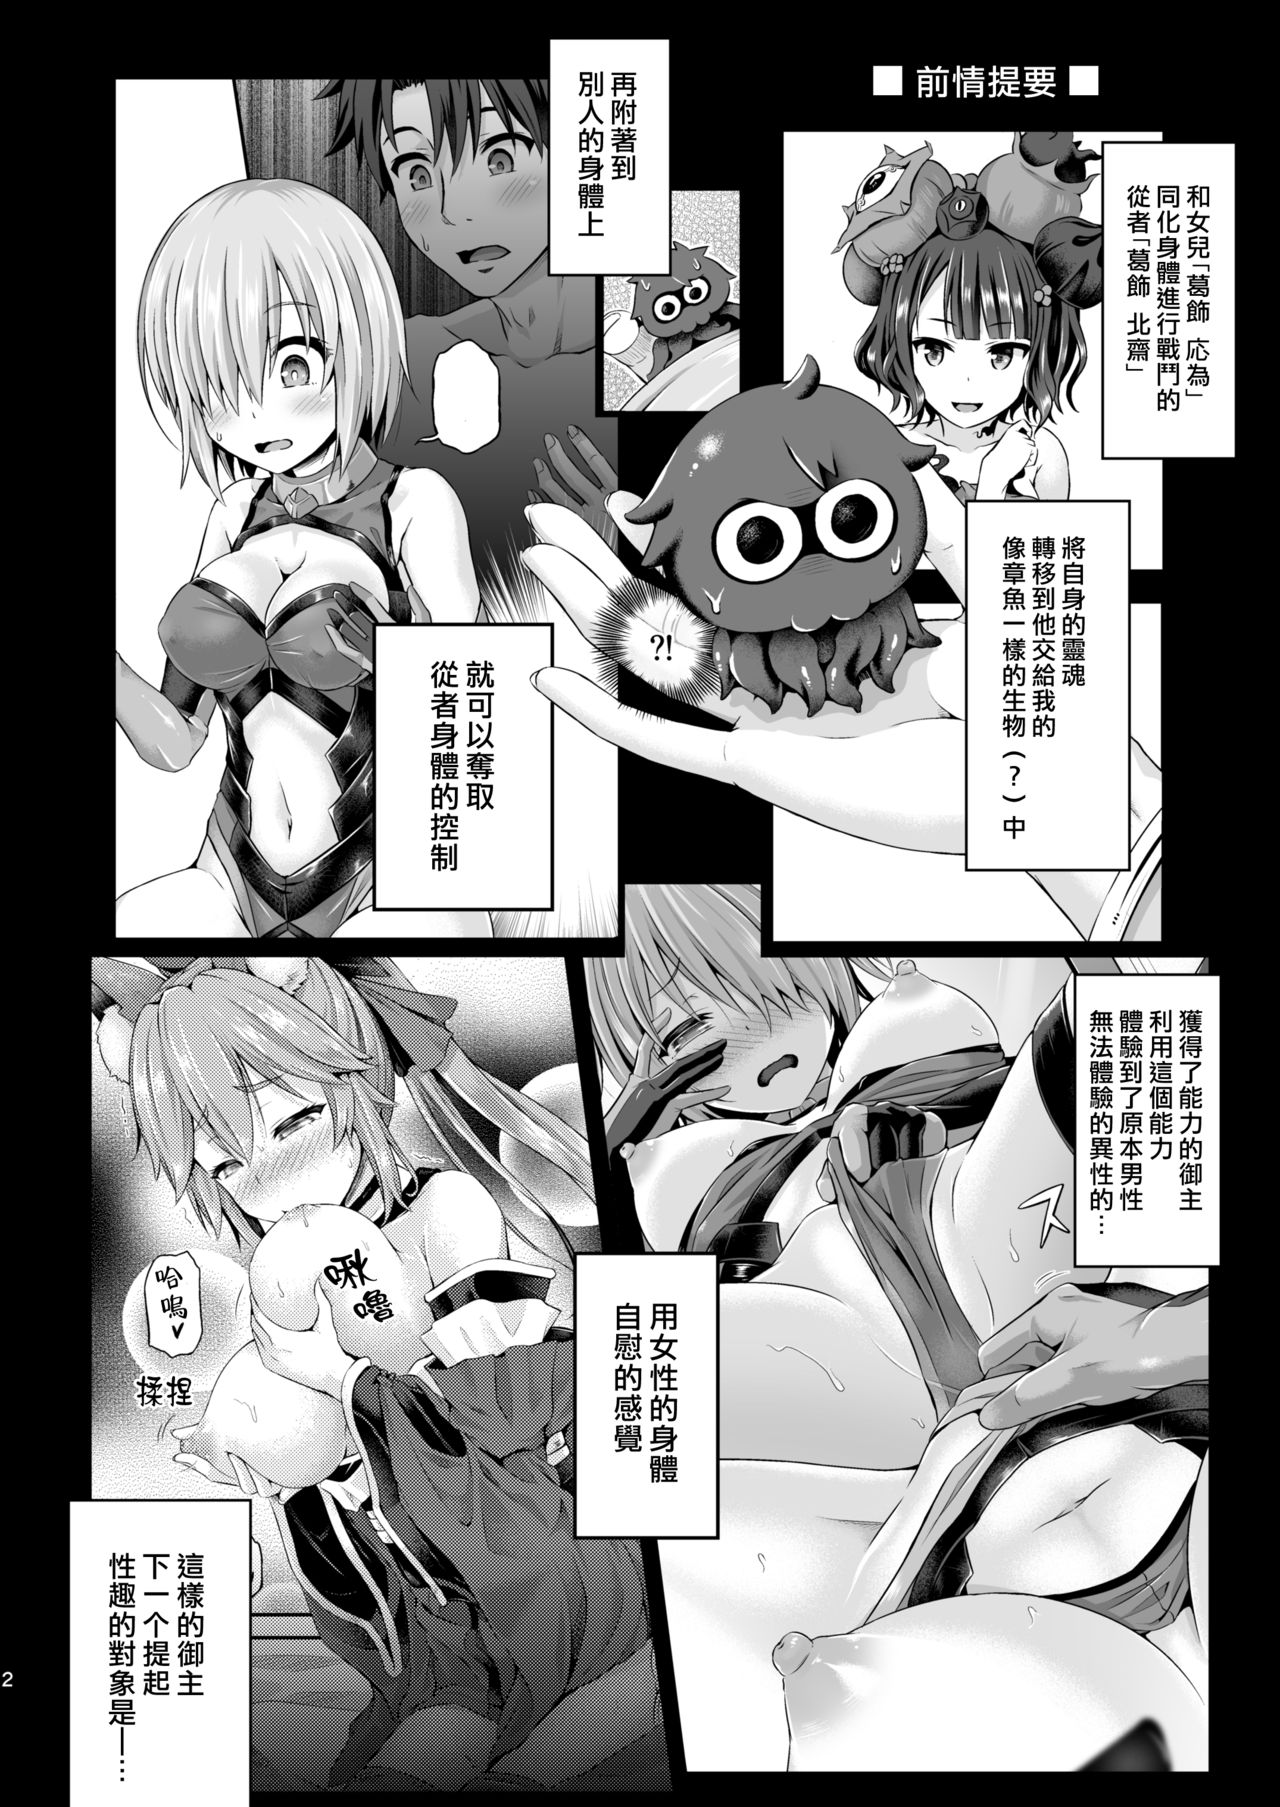 ■ 前情提要 ■
和女兒「葛飾 応為」
同化身體進行戰鬥的
從者「葛飾 北齋」
將自身的靈魂
轉移到他交給我的
像章魚一樣的生物(?)中
?!
再附著到
別人的身體上
就可以奪取
從者身體的控制
獲得了能力的御主
利用這個能力
體驗到了原本男性
無法體驗的異性的…
用女性的身體
自慰的感覺
啾嚕
哈嗚♥
揉捏
這樣的御主
下一个提起
性趣的對象是——…
2